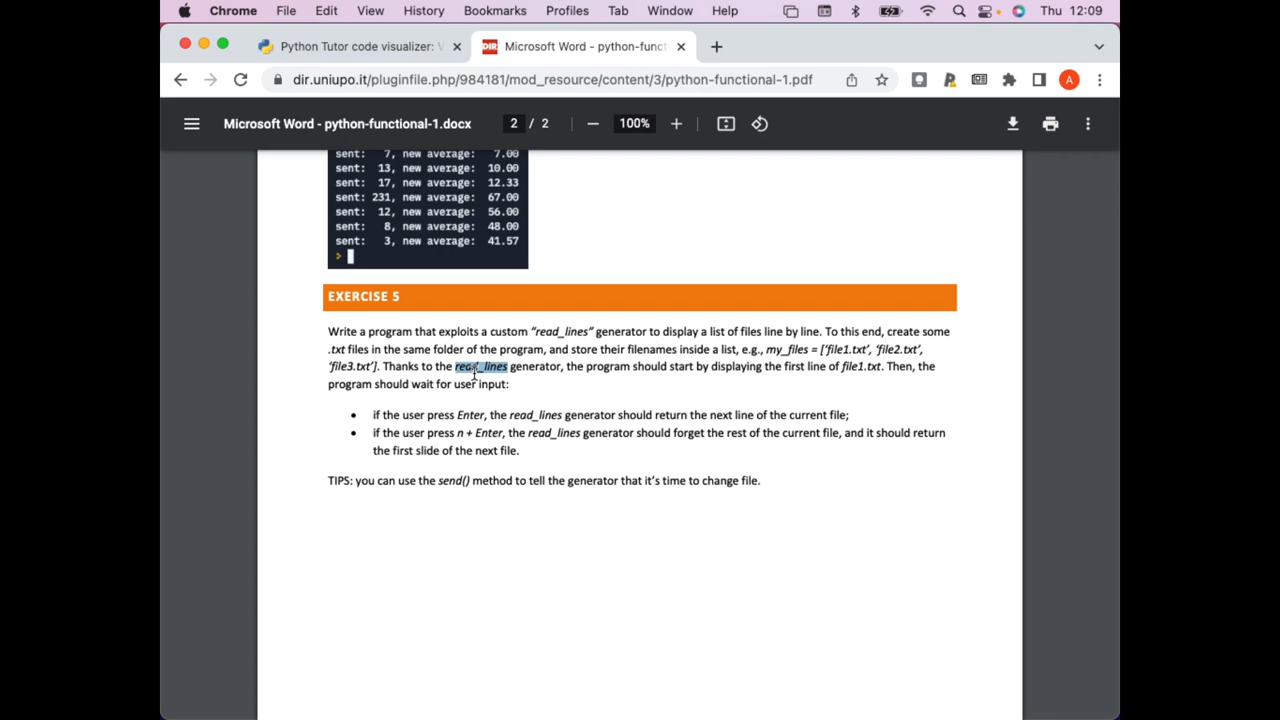 Chrome File Edit View History Bookmarks Profiles Tab Window Help Thu 12:09
Python Tutor code visualizer: V
DIR Microsoft Word - python-funct
dir.uniupo.it/pluginfile.php/984181/mod_resource/content/3/python-functional-1.pdf A
Microsoft Word - python-functional-1.docx 2 / 2 100%
sent: 7, new average: 7.00
sent: 13, new average: 10.00
sent: 17, new average: 12.33
sent: 231, new average: 67.00
sent: 12, new average: 56.00
sent: 8, new average: 48.00
sent: 3, new average: 41.57
>
EXERCISE 5
Write a program that exploits a custom “read_lines” generator to display a list of files line by line. To this end, create some
.txt files in the same folder of the program, and store their filenames inside a list, e.g., my_files = [‘file1.txt’, ‘file2.txt’,
‘file3.txt’]. Thanks to the read_lines generator, the program should start by displaying the first line of file1.txt. Then, the
program should wait for user input:
• if the user press Enter, the read_lines generator should return the next line of the current file;
• if the user press n + Enter, the read_lines generator should forget the rest of the current file, and it should return
the first slide of the next file.
TIPS: you can use the send() method to tell the generator that it’s time to change file.